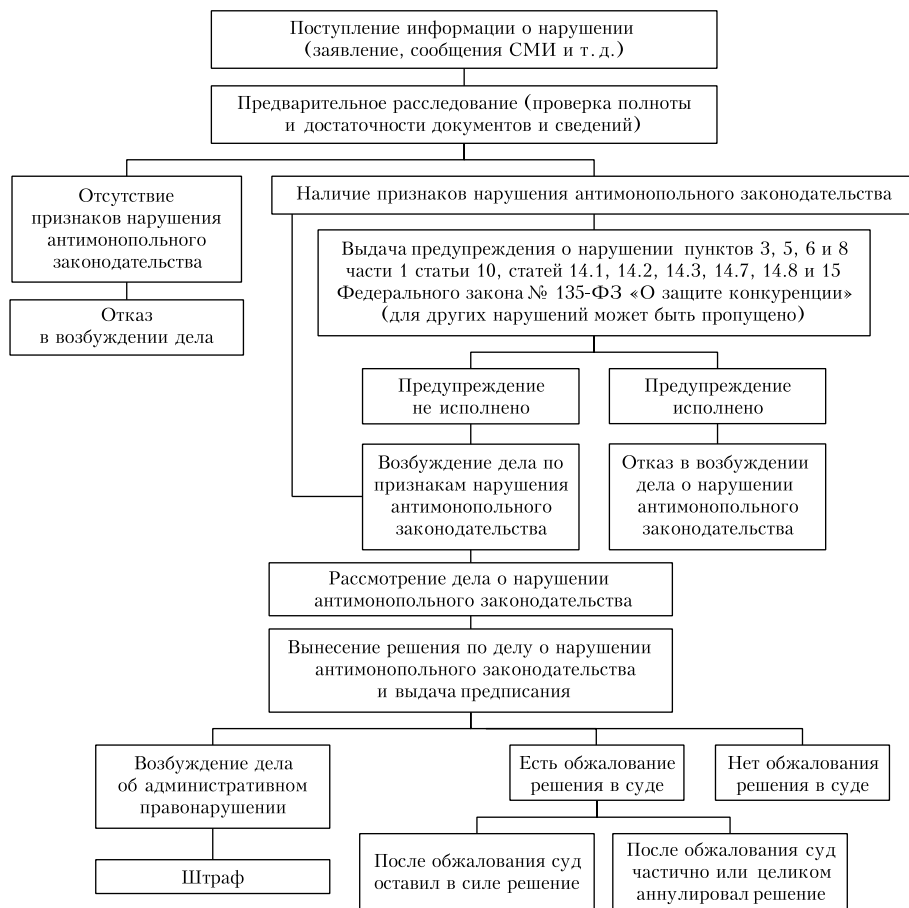 Поступление информации о нарушении
(заявление, сообщения СМИ и т. д.)
Предварительное расследование (проверка полноты
и достаточности документов и сведений)
Отсутствие
признаков нарушения
антимонопольного
законодательства
Наличие признаков нарушения антимонопольного законодательства
Отказ
в возбуждении дела
Выдача предупреждения о нарушении пунктов 3, 5, 6 и 8
части 1 статьи 10, статей 14.1, 14.2, 14.3, 14.7, 14.8 и 15
Федерального закона № 135-ФЗ «О защите конкуренции»
(для других нарушений может быть пропущено)
Предупреждение
не исполнено
Предупреждение
исполнено
Возбуждение дела по
признакам нарушения
антимонопольного
законодательства
Отказ в возбуждении
дела о нарушении
антимонопольного
законодательства
Рассмотрение дела о нарушении
антимонопольного законодательства
Вынесение решения по делу о нарушении
антимонопольного законодательства
и выдача предписания
Возбуждение дела
об административном
правонарушении
Есть обжалование
решения в суде
Нет обжалования
решения в суде
Штраф
После обжалования суд
оставил в силе решение
После обжалования суд
частично или целиком
аннулировал решение